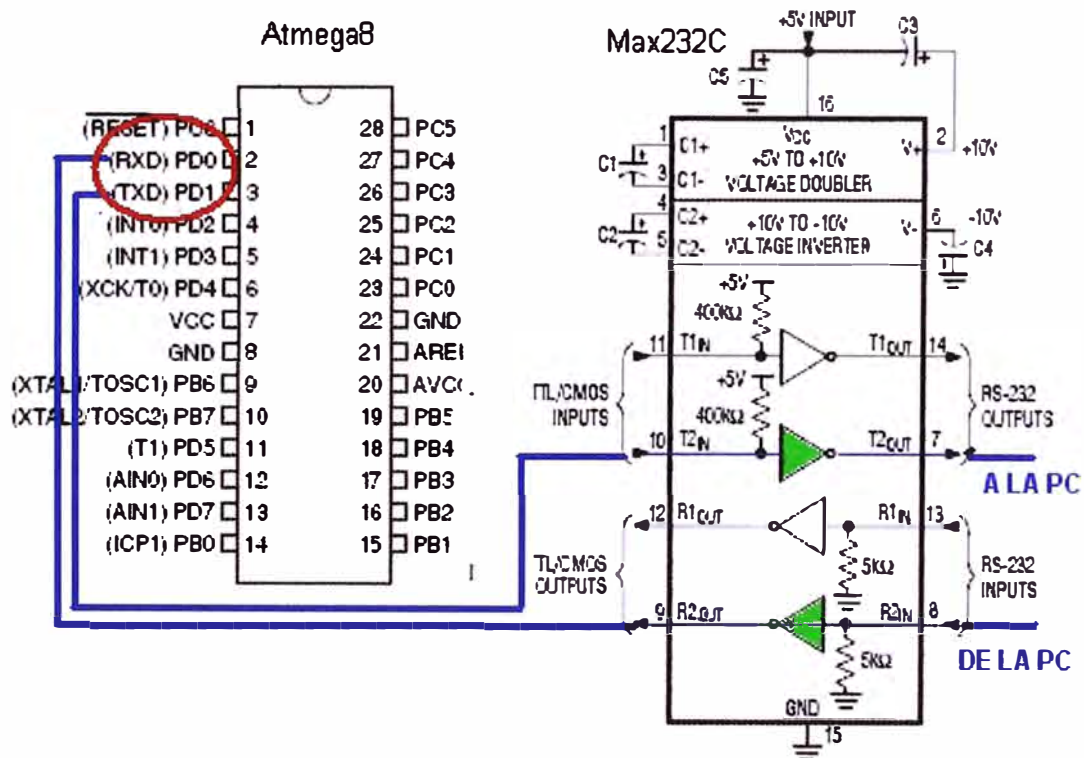 Atmega8
(RESET) PC6 1
(RXD) PD0 2
(TXD) PD1 3
(INT0) PD2 4
(INT1) PD3 5
(XCK/T0) PD4 6
VCC 7
GND 8
(XTAL1/TOSC1) PB6 9
(XTAL2/TOSC2) PB7 10
(T1) PD5 11
(AIN0) PD6 12
(AIN1) PD7 13
(ICP1) PB0 14
28 PC5
27 PC4
26 PC3
25 PC2
24 PC1
23 PC0
22 GND
21
20
19 PB5
18 PB4
17 PB3
16 PB2
15 PB1
Max232C
+5V INPUT
C3
C5
16
VCC
1 C1+
C1
3 C1-
+5V TO +10V
VOLTAGE DOUBLER
V+ 2 +10V
4 C2+
C2
5 C2-
+10V TO -10V
VOLTAGE INVERTER
V- 6 -10V
C4
+5V
400kΩ
11 T1IN
T1OUT 14
TTL/CMOS
INPUTS
+5V
400kΩ
RS-232
OUTPUTS
10 T2IN
T2OUT 7
A LA PC
12 R1OUT
R1IN 13
TTL/CMOS
OUTPUTS
5kΩ
RS-232
INPUTS
9 R2OUT
R2IN 8
DE LA PC
5kΩ
GND
15